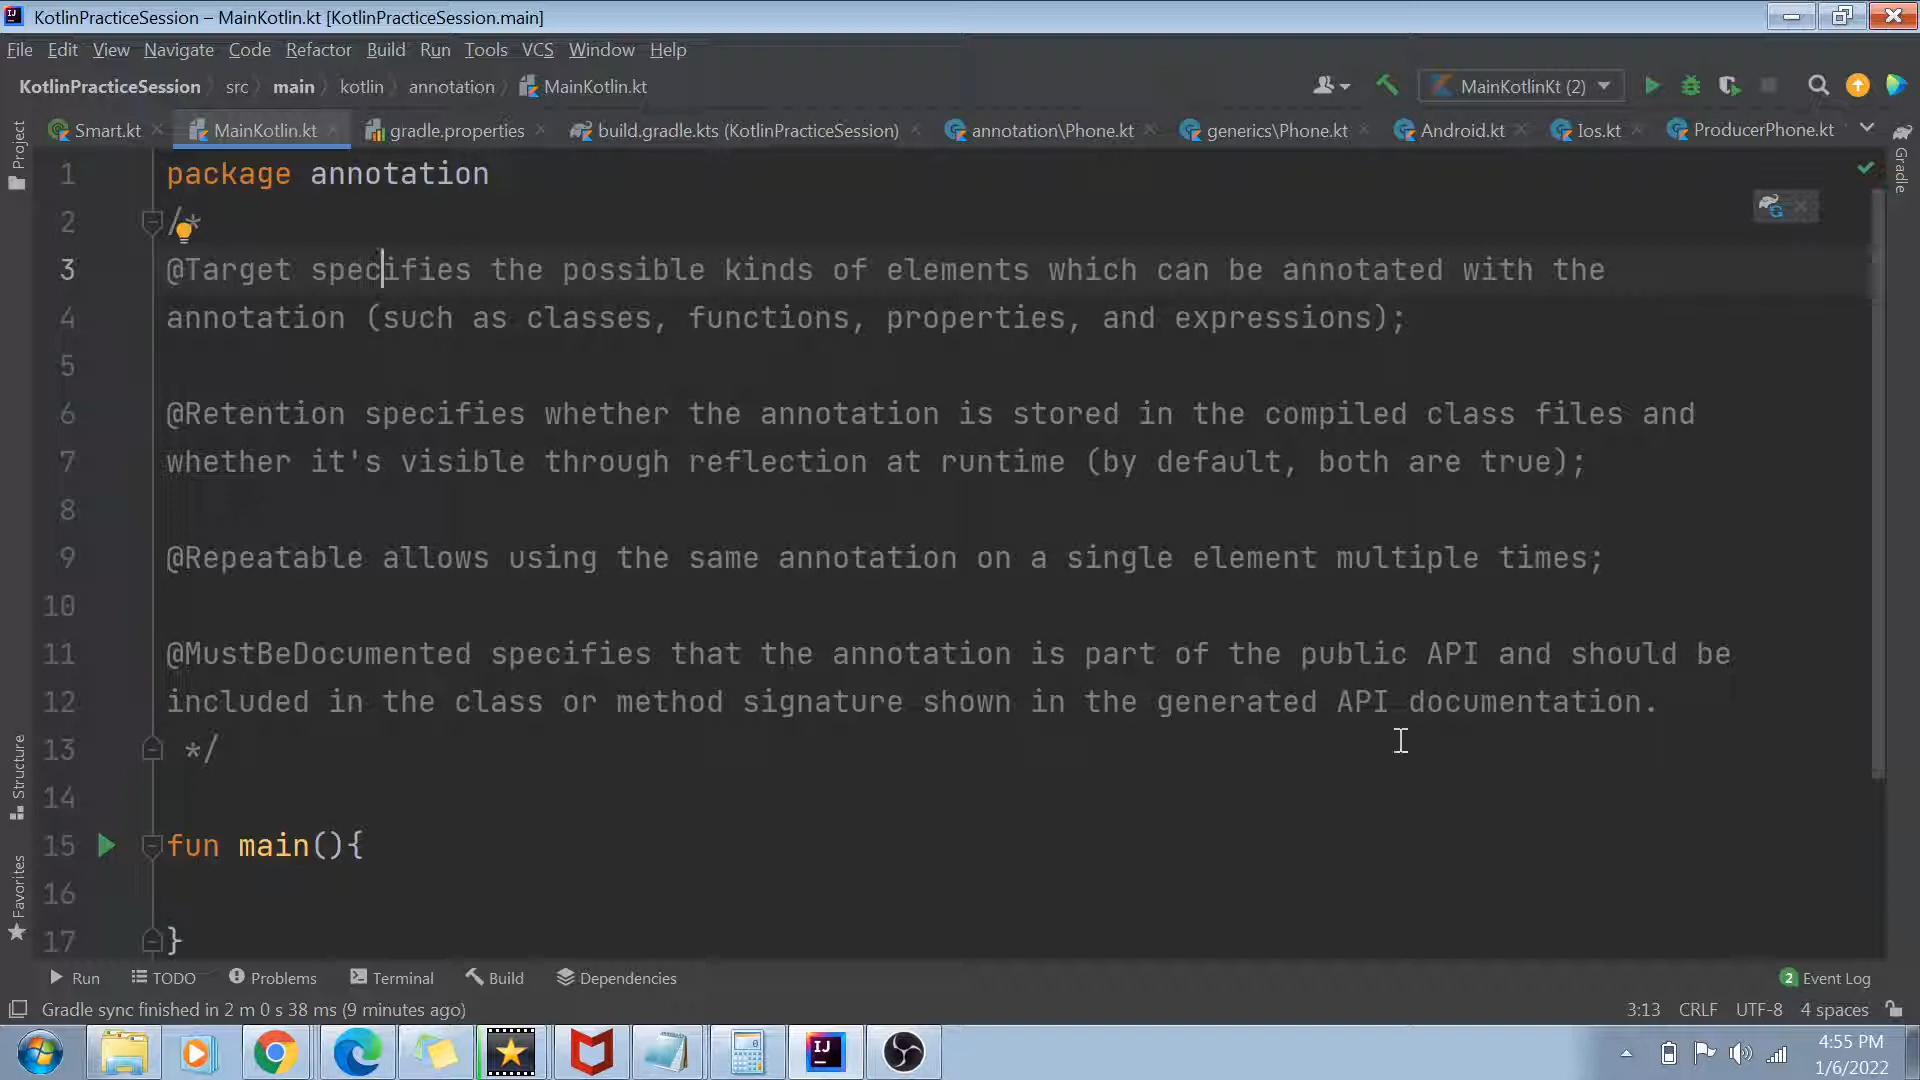 KotlinPracticeSession – MainKotlin.kt [KotlinPracticeSession.main]
File Edit View Navigate Code Refactor Build Run Tools VCS Window Help
KotlinPracticeSession src main kotlin annotation MainKotlin.kt
MainKotlinKt (2)
Smart.kt MainKotlin.kt gradle.properties build.gradle.kts (KotlinPracticeSession) annotation\Phone.kt generics\Phone.kt Android.kt Ios.kt ProducerPhone.kt
Project
Gradle
1 package annotation
2 /*
3 @Target specifies the possible kinds of elements which can be annotated with the
4 annotation (such as classes, functions, properties, and expressions);
5
6 @Retention specifies whether the annotation is stored in the compiled class files and
7 whether it's visible through reflection at runtime (by default, both are true);
8
9 @Repeatable allows using the same annotation on a single element multiple times;
10
11 @MustBeDocumented specifies that the annotation is part of the public API and should be
12 included in the class or method signature shown in the generated API documentation.
13 */
14
15 fun main(){
16
17 }
Structure
Favorites
Run TODO Problems Terminal Build Dependencies 2 Event Log
Gradle sync finished in 2 m 0 s 38 ms (9 minutes ago) 3:13 CRLF UTF-8 4 spaces
IJ
4:55 PM
1/6/2022